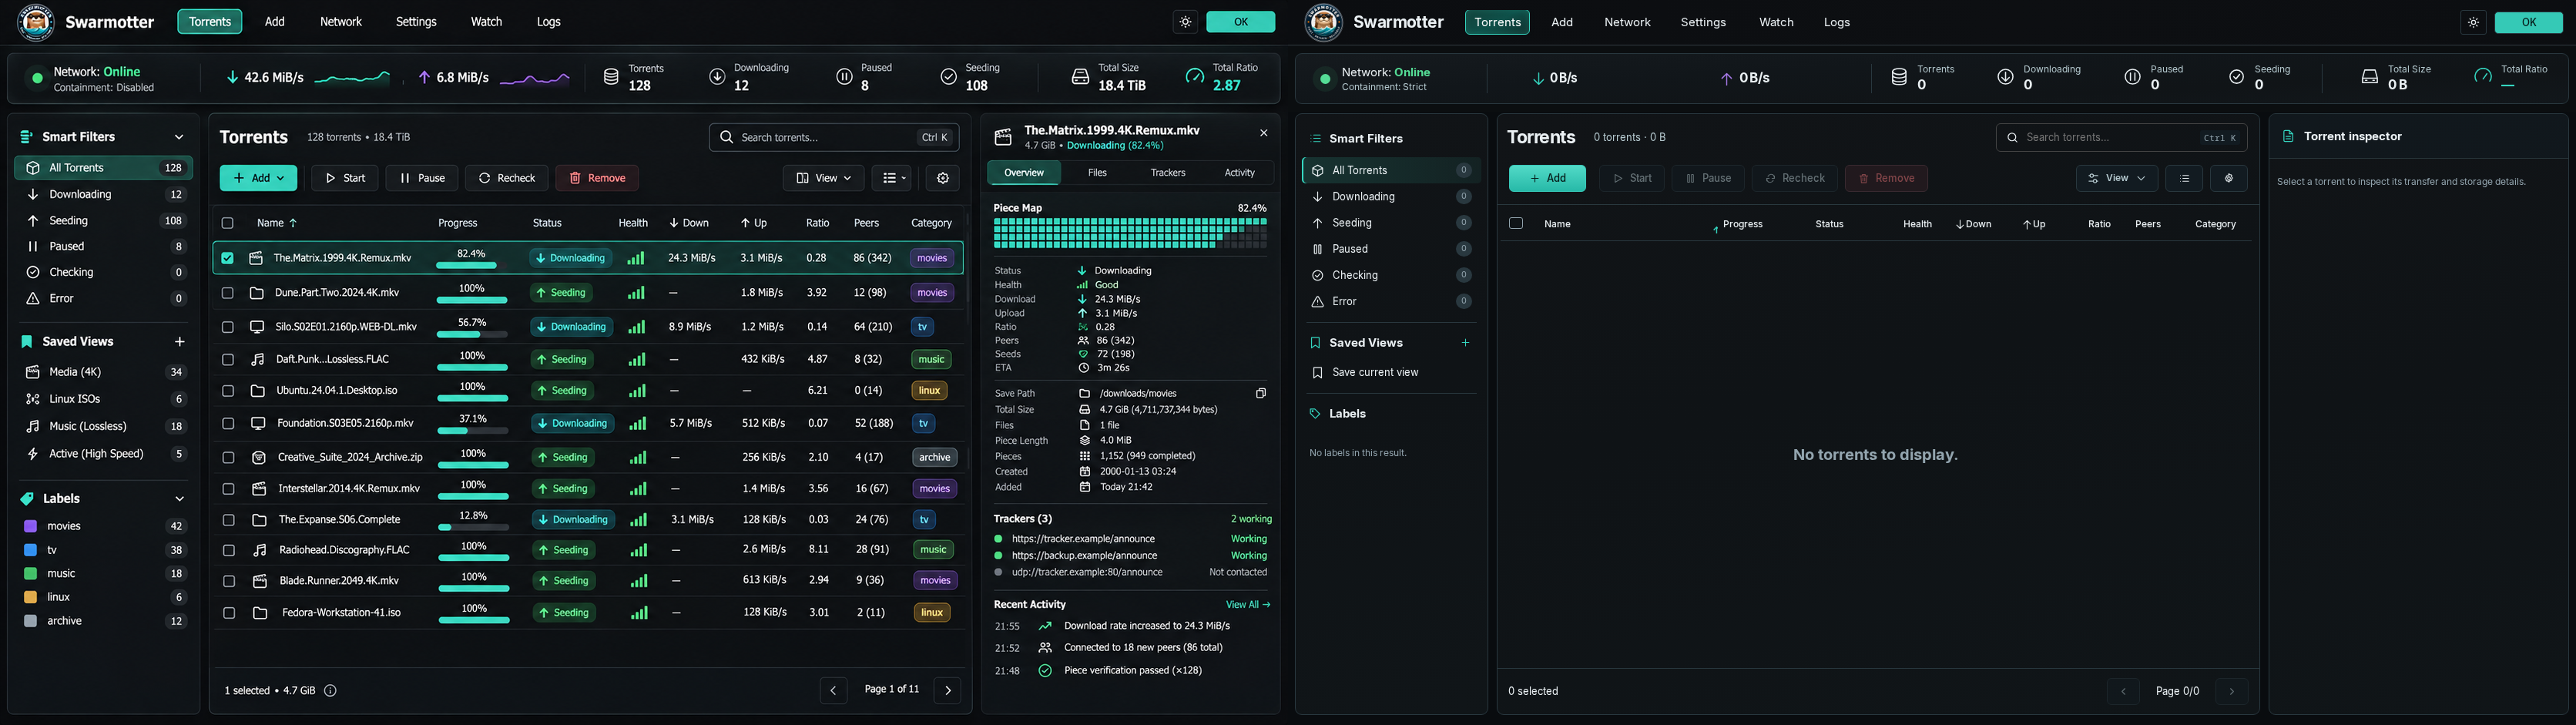 Swarmotter
Torrents Add Network Settings Watch Logs
OK
Network: Online
Containment: Disabled
42.6 MiB/s
6.8 MiB/s
Torrents
128
Downloading
12
Paused
8
Seeding
108
Total Size
18.4 TiB
Total Ratio
2.87
Smart Filters
All Torrents 128
Downloading 12
Seeding 108
Paused 8
Checking 0
Error 0
Saved Views
Media (4K) 34
Linux ISOs 6
Music (Lossless) 18
Active (High Speed) 5
Labels
movies 42
tv 38
music 18
linux 6
archive 12
Torrents 128 torrents • 18.4 TiB
Search torrents... Ctrl K
Add Start Pause Recheck Remove View
Name Progress Status Health Down Up Ratio Peers Category
The.Matrix.1999.4K.Remux.mkv 82.4% Downloading 24.3 MiB/s 3.1 MiB/s 0.28 86 (342) movies
Dune.Part.Two.2024.4K.mkv 100% Seeding — 1.8 MiB/s 3.92 12 (98) movies
Silo.S02E01.2160p.WEB-DL.mkv 56.7% Downloading 8.9 MiB/s 1.2 MiB/s 0.14 64 (210) tv
Daft.Punk...Lossless.FLAC 100% Seeding — 432 KiB/s 4.87 8 (32) music
Ubuntu.24.04.1.Desktop.iso 100% Seeding — — 6.21 0 (14) linux
Foundation.S03E05.2160p.mkv 37.1% Downloading 5.7 MiB/s 512 KiB/s 0.07 52 (188) tv
Creative_Suite_2024_Archive.zip 100% Seeding — 256 KiB/s 2.10 4 (17) archive
Interstellar.2014.4K.Remux.mkv 100% Seeding — 1.4 MiB/s 3.56 16 (67) movies
The.Expanse.S06.Complete 12.8% Downloading 3.1 MiB/s 128 KiB/s 0.03 24 (76) tv
Radiohead.Discography.FLAC 100% Seeding — 2.6 MiB/s 8.11 28 (91) music
Blade.Runner.2049.4K.mkv 100% Seeding — 613 KiB/s 2.94 9 (36) movies
Fedora-Workstation-41.iso 100% Seeding — 128 KiB/s 3.01 2 (11) linux
1 selected • 4.7 GiB
Page 1 of 11
The.Matrix.1999.4K.Remux.mkv
4.7 GiB • Downloading (82.4%)
Overview Files Trackers Activity
Piece Map 82.4%
Status Downloading
Health Good
Download 24.3 MiB/s
Upload 3.1 MiB/s
Ratio 0.28
Peers 86 (342)
Seeds 72 (198)
ETA 3m 26s
Save Path /downloads/movies
Total Size 4.7 GiB (4,711,737,344 bytes)
Files 1 file
Piece Length 4.0 MiB
Pieces 1,152 (949 completed)
Created 2000-01-13 03:24
Added Today 21:42
Trackers (3) 2 working
https://tracker.example/announce Working
https://backup.example/announce Working
udp://tracker.example:80/announce Not contacted
Recent Activity View All →
21:55 Download rate increased to 24.3 MiB/s
21:52 Connected to 18 new peers (86 total)
21:48 Piece verification passed (×128)
Swarmotter
Torrents Add Network Settings Watch Logs
OK
Network: Online
Containment: Strict
0 B/s
0 B/s
Torrents
0
Downloading
0
Paused
0
Seeding
0
Total Size
0 B
Total Ratio
—
Smart Filters
All Torrents 0
Downloading 0
Seeding 0
Paused 0
Checking 0
Error 0
Saved Views
Save current view
Labels
No labels in this result.
Torrents 0 torrents · 0 B
Search torrents... Ctrl K
Add Start Pause Recheck Remove View
Name Progress Status Health Down Up Ratio Peers Category
No torrents to display.
0 selected
Page 0/0
Torrent inspector
Select a torrent to inspect its transfer and storage details.